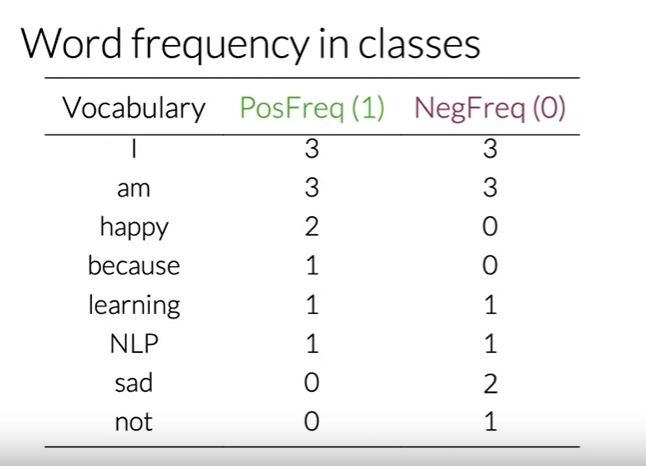 Word frequency in classes
Vocabulary PosFreq (1) NegFreq (0)
I 3 3
am 3 3
happy 2 0
because 1 0
learning 1 1
NLP 1 1
sad 0 2
not 0 1